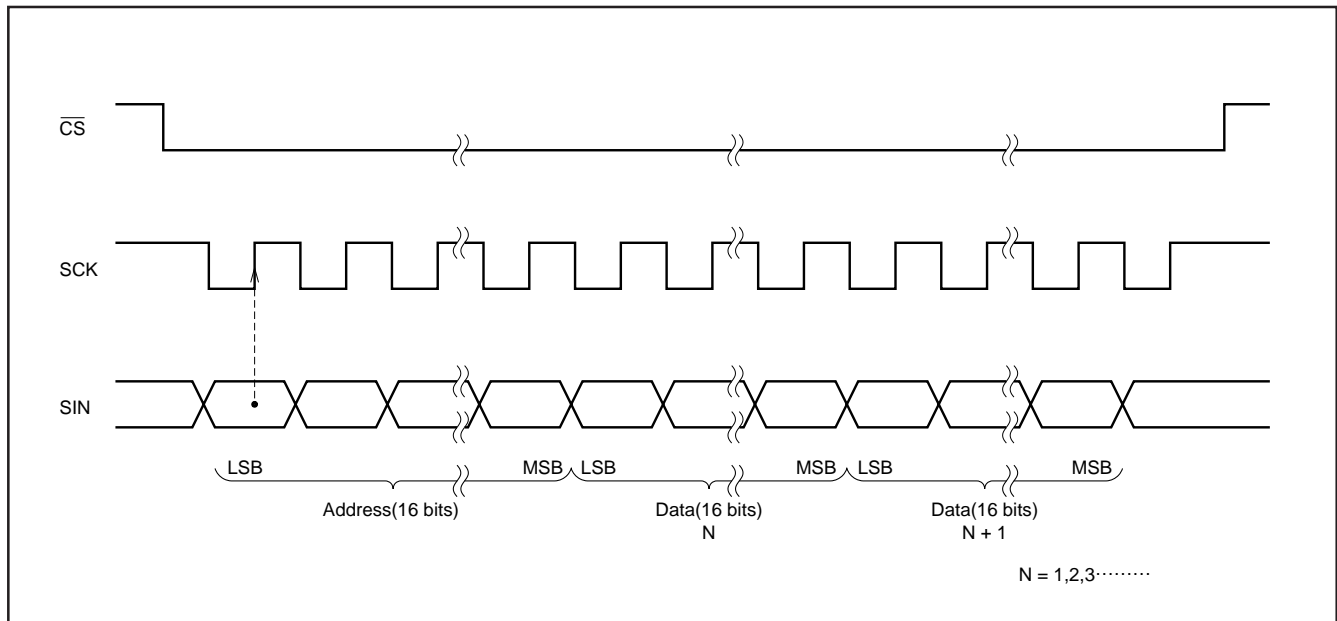 C̅S̅
SCK
SIN
LSB MSB LSB MSB LSB MSB
Address(16 bits) Data(16 bits) Data(16 bits)
N N + 1
N = 1,2,3·········